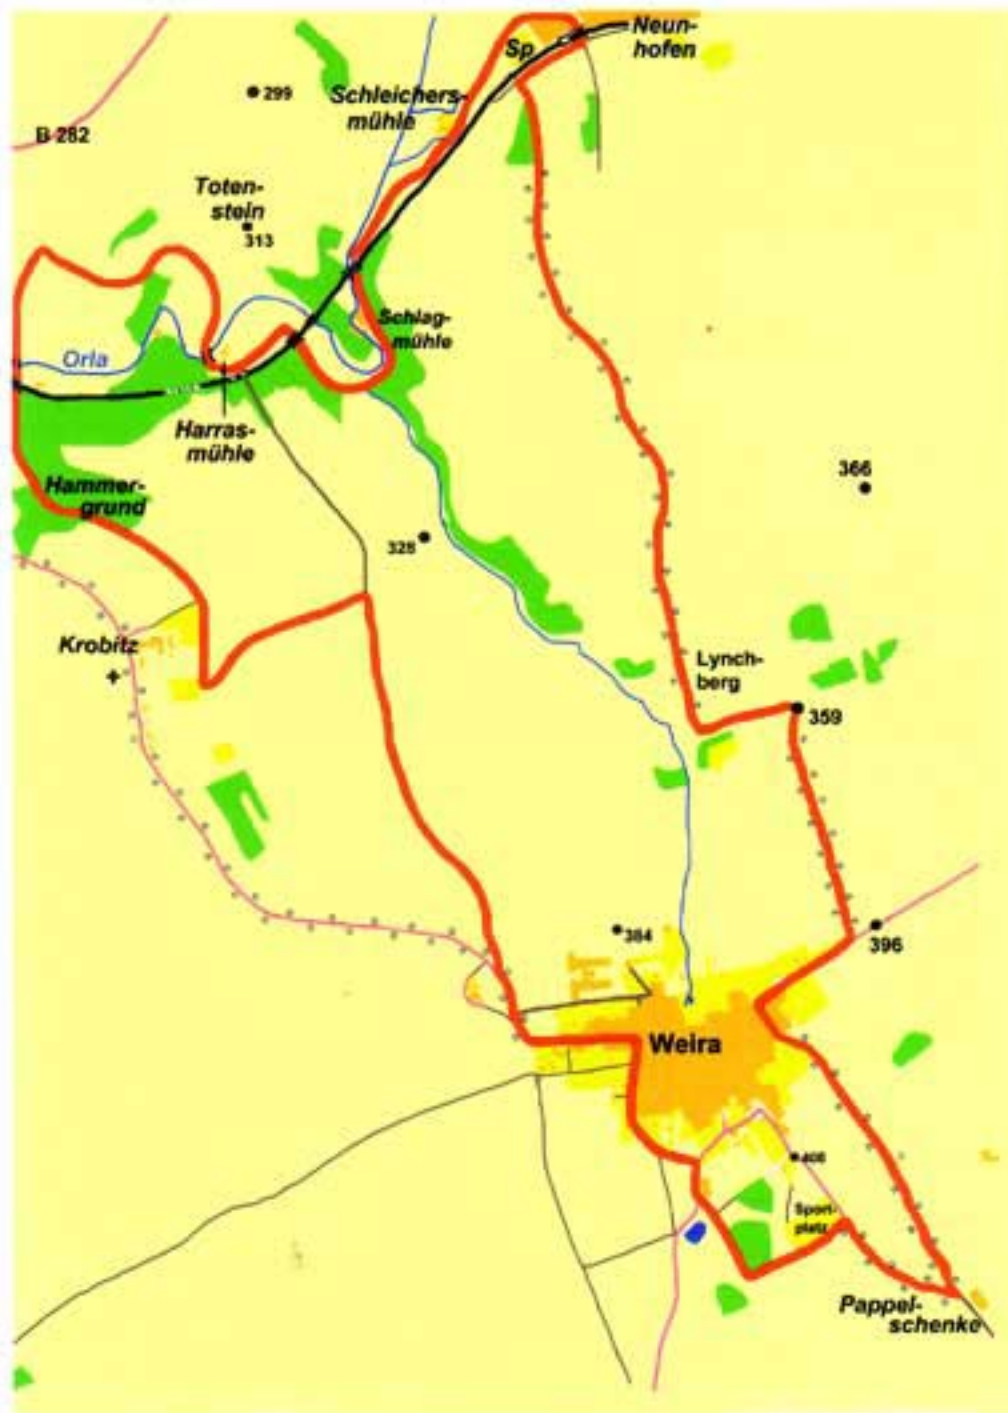 Neun-
hofen
Sp
299
Schleichers-
mühle
B 282
Toten-
stein
313
Schlag-
mühle
Orla
Harras-
mühle
366
Hammer-
grund
328
Krobitz
Lynch-
berg
359
384
396
Weira
408
Sport-
platz
Pappel-
schenke